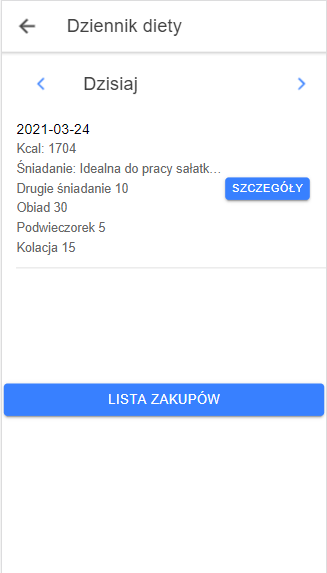 Dziennik diety
Dzisiaj
2021-03-24
Kcal: 1704
Śniadanie: Idealna do pracy sałatk...
Drugie śniadanie 10
SZCZEGÓŁY
Obiad 30
Podwieczorek 5
Kolacja 15
LISTA ZAKUPÓW